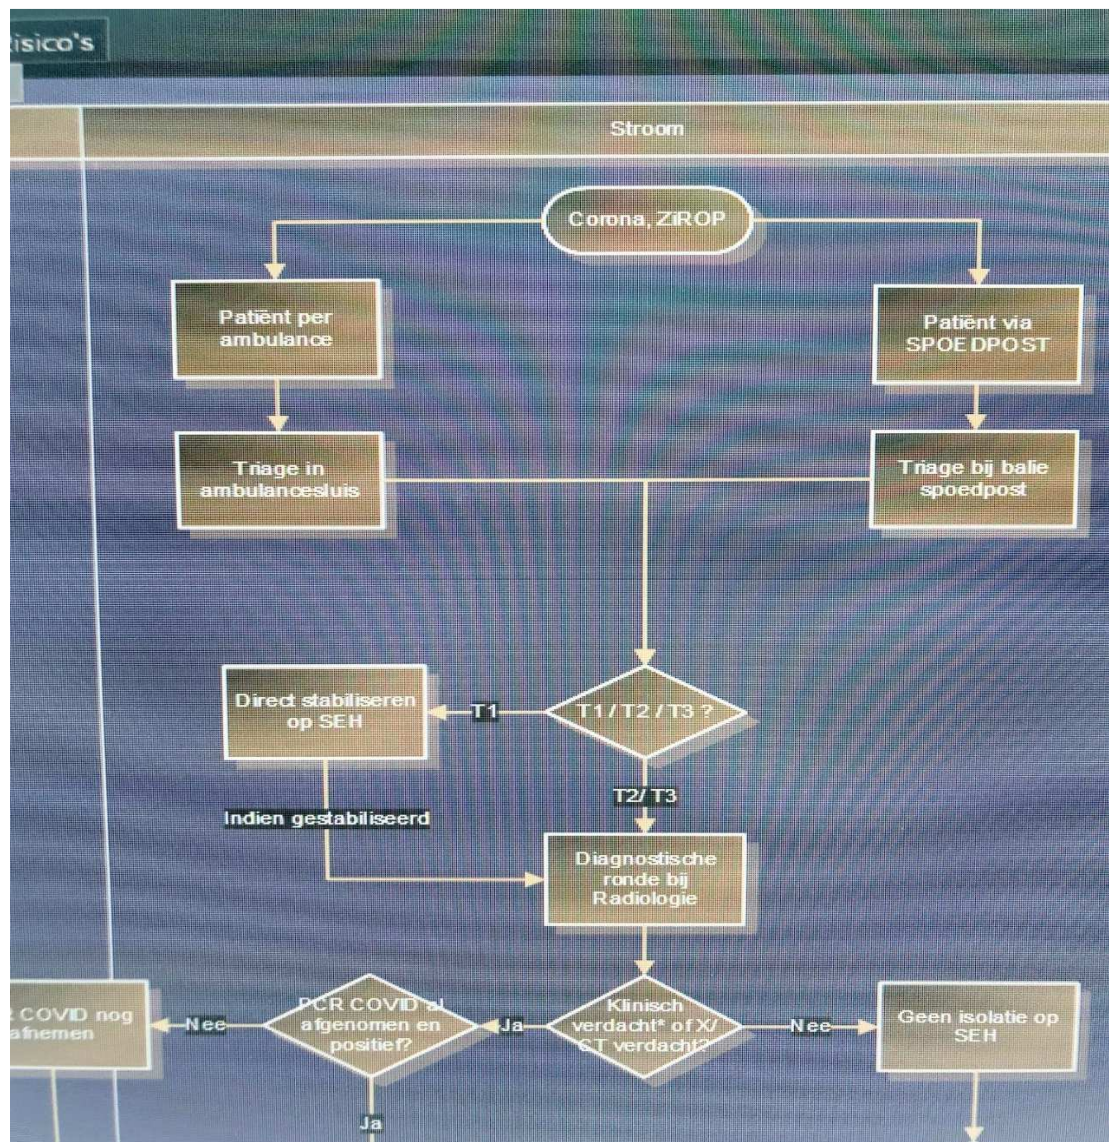 isico's
Stroom
Corona, ZiROP
Patiënt per
ambulance
Patiënt via
SPOEDPOST
Triage in
ambulancesluis
Triage bij balie
spoedpost
Direct stabiliseren
op SEH
T1
T1 / T2 / T3 ?
T2/ T3
Indien gestabiliseerd
Diagnostische
ronde bij
Radiologie
R COVID nog
afnemen
Nee
PCR COVID al
afgenomen en
positief?
Ja
Klinisch
verdacht* of X/
CT verdacht?
Nee
Geen isolatie op
SEH
Ja